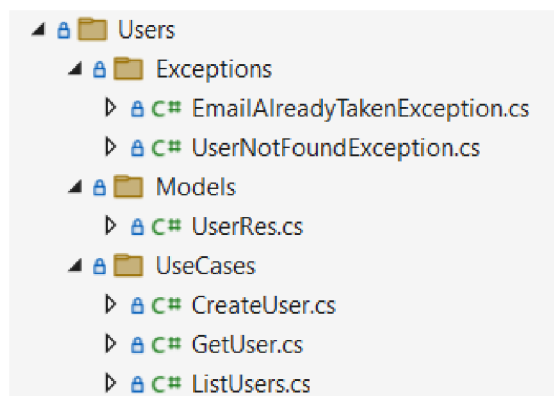 Users
Exceptions
C# EmailAlreadyTakenException.cs
C# UserNotFoundException.cs
Models
C# UserRes.cs
UseCases
C# CreateUser.cs
C# GetUser.cs
C# ListUsers.cs